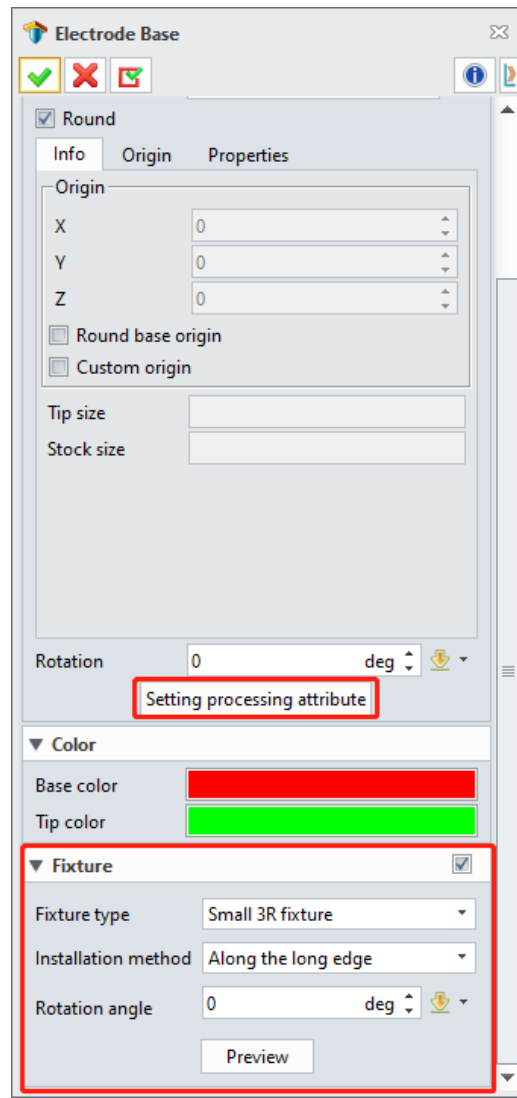 Electrode Base
Round
Info Origin Properties
Origin
X 0
Y 0
Z 0
Round base origin
Custom origin
Tip size
Stock size
Rotation 0 deg
Setting processing attribute
Color
Base color
Tip color
Fixture
Fixture type Small 3R fixture
Installation method Along the long edge
Rotation angle 0 deg
Preview